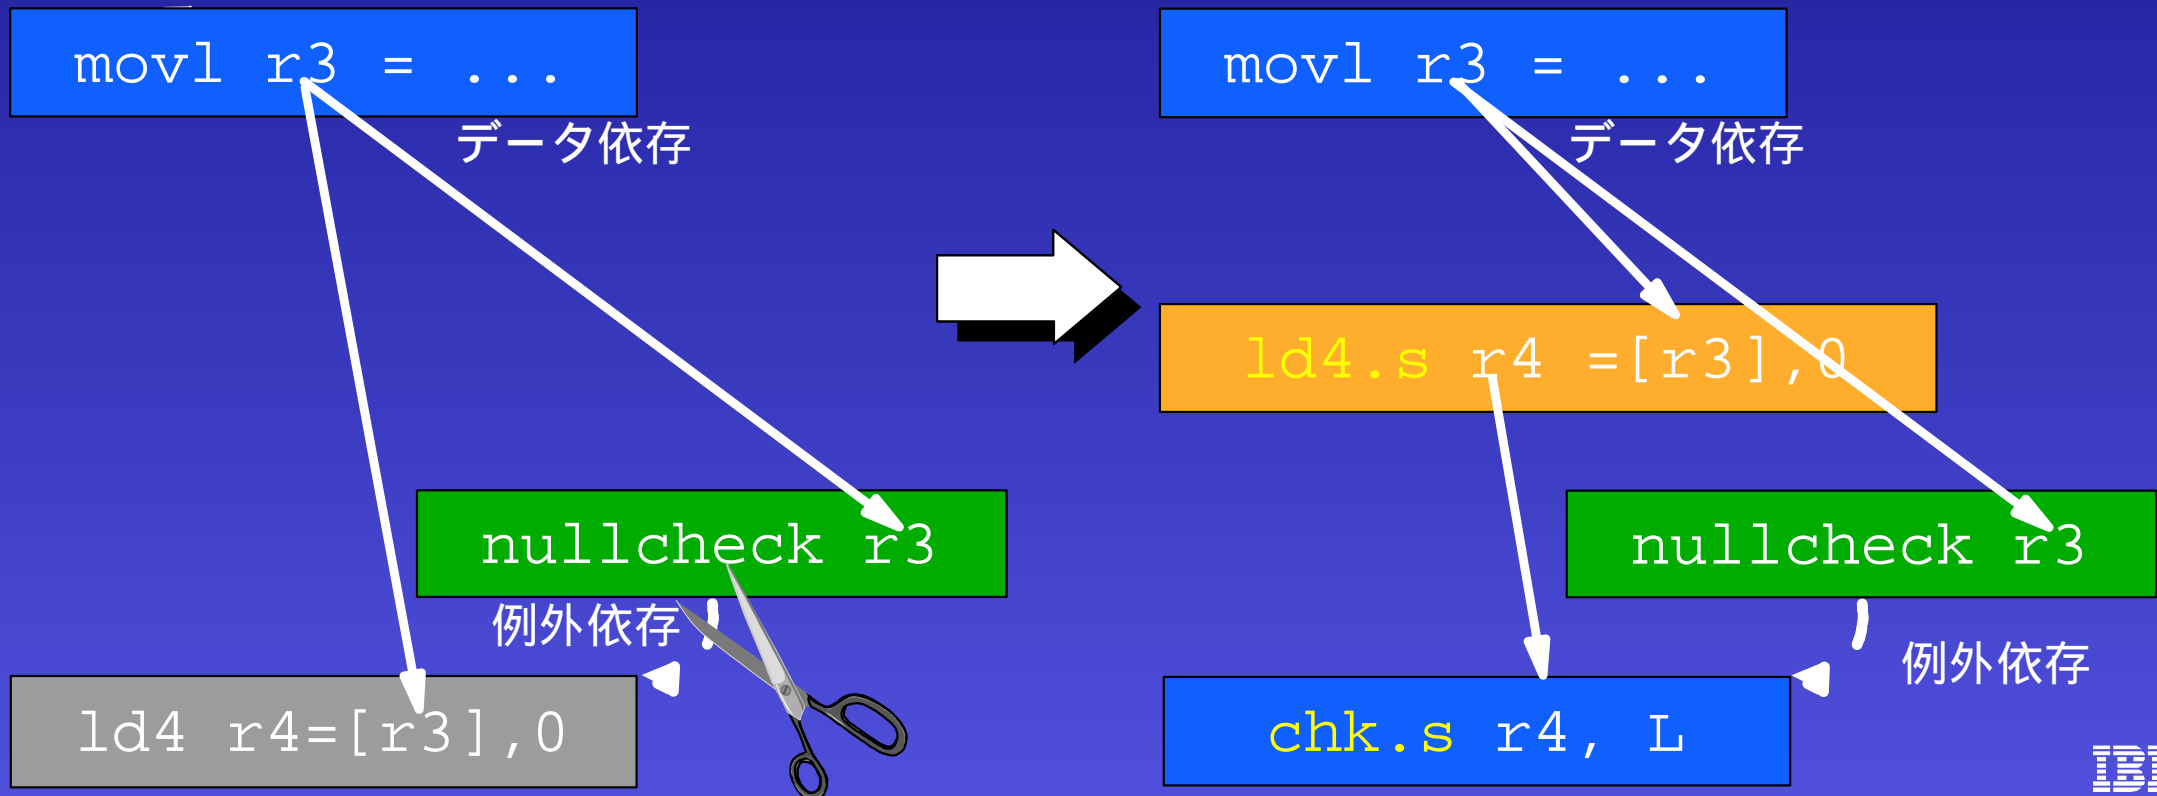 movl r3 = ...
データ依存
nullcheck r3
例外依存
ld4 r4=[r3],0
movl r3 = ...
データ依存
ld4.s r4 =[r3],0
nullcheck r3
例外依存
chk.s r4, L